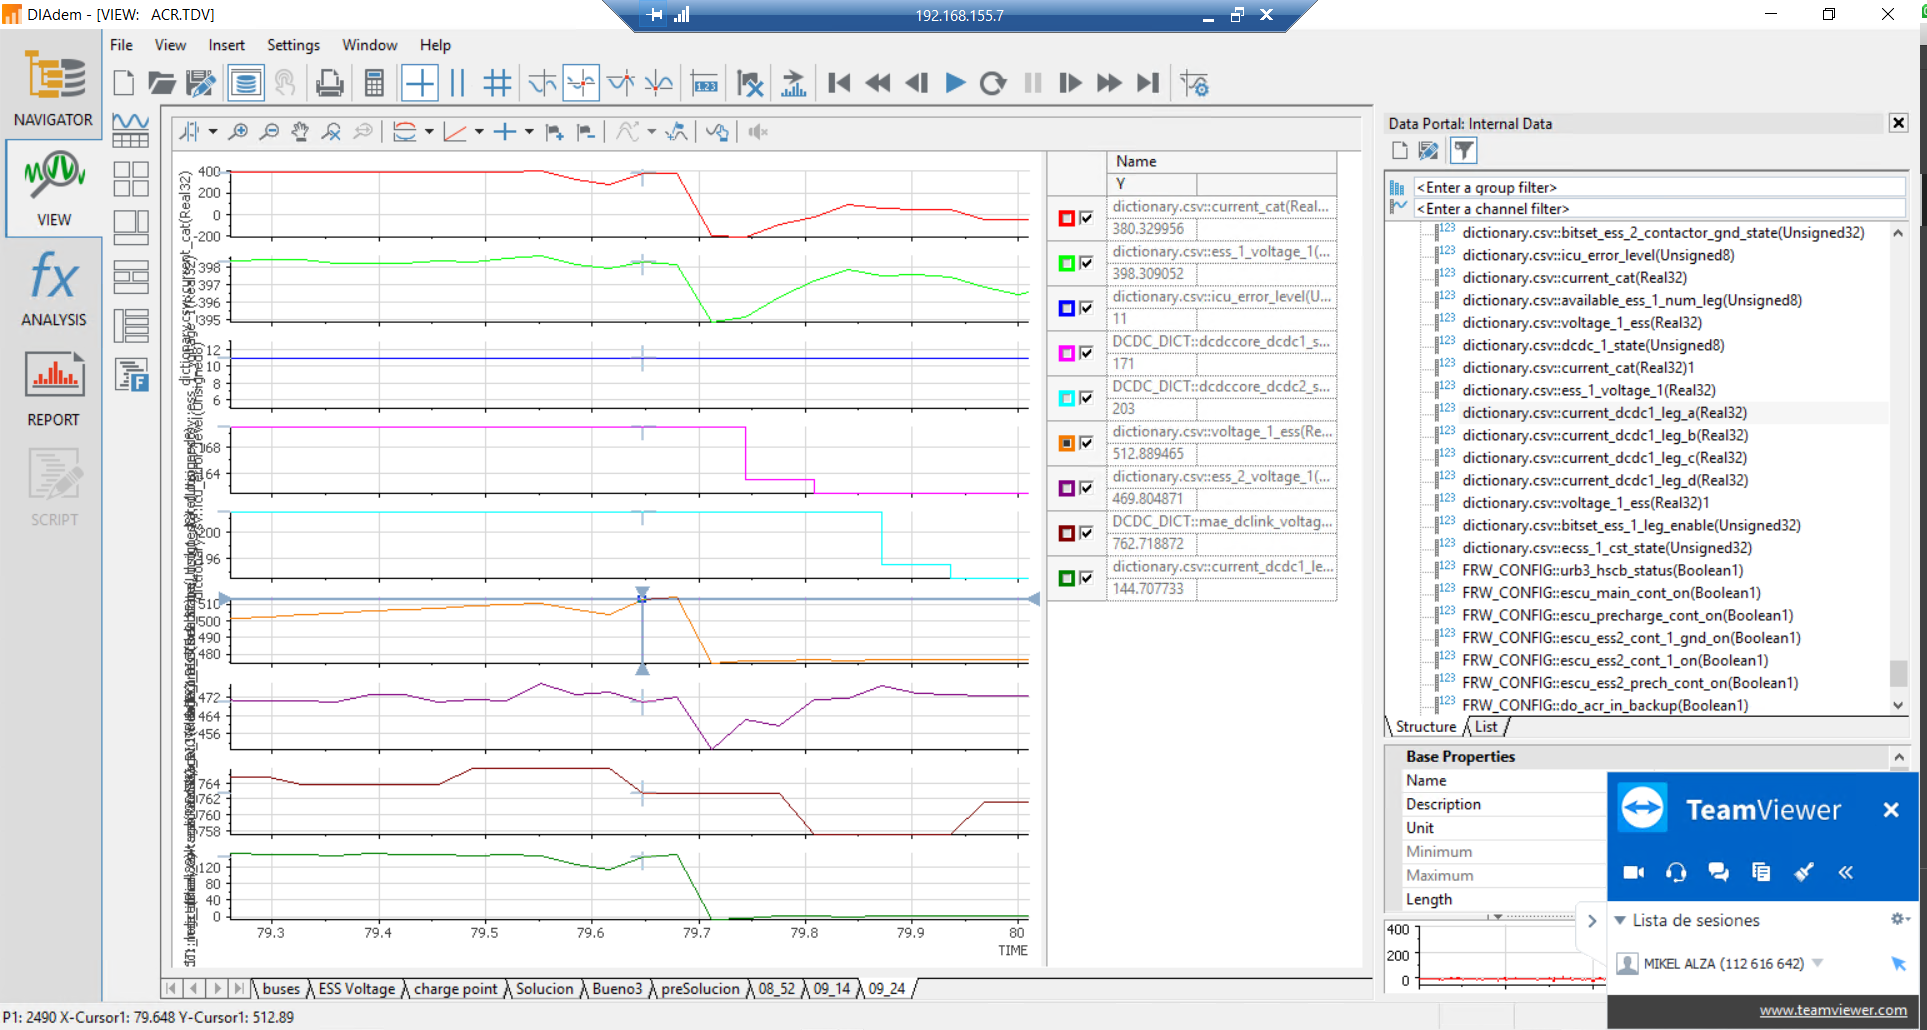 DIAdem - [VIEW:   ACR.TDV]
192.168.155.7
File View Insert Settings Window Help
NAVIGATOR
VIEW
ANALYSIS
REPORT
SCRIPT
400
200
0
-200
398
397
396
395
12
10
8
6
168
164
200
196
510
500
490
480
472
464
456
764
762
760
758
120
80
40
0
79.3 79.4 79.5 79.6 79.7 79.8 79.9 80
TIME
Name
Y
dictionary.csv::current_cat(Real...
380.329956
dictionary.csv::ess_1_voltage_1(...
398.309052
dictionary.csv::icu_error_level(U...
11
DCDC_DICT::dcdccore_dcdc1_s...
171
DCDC_DICT::dcdccore_dcdc2_s...
203
dictionary.csv::voltage_1_ess(Re...
512.889465
dictionary.csv::ess_2_voltage_1(...
469.804871
DCDC_DICT::mae_dclink_voltag...
762.718872
dictionary.csv::current_dcdc1_le...
144.707733
buses ESS Voltage charge point Solucion Bueno3 preSolucion 08_52 09_14 09_24
P1: 2490 X-Cursor1: 79.648 Y-Cursor1: 512.89
Data Portal: Internal Data
<Enter a group filter>
<Enter a channel filter>
dictionary.csv::bitset_ess_2_contactor_gnd_state(Unsigned32)
dictionary.csv::icu_error_level(Unsigned8)
dictionary.csv::current_cat(Real32)
dictionary.csv::available_ess_1_num_leg(Unsigned8)
dictionary.csv::voltage_1_ess(Real32)
dictionary.csv::dcdc_1_state(Unsigned8)
dictionary.csv::current_cat(Real32)1
dictionary.csv::ess_1_voltage_1(Real32)
dictionary.csv::current_dcdc1_leg_a(Real32)
dictionary.csv::current_dcdc1_leg_b(Real32)
dictionary.csv::current_dcdc1_leg_c(Real32)
dictionary.csv::current_dcdc1_leg_d(Real32)
dictionary.csv::voltage_1_ess(Real32)1
dictionary.csv::bitset_ess_1_leg_enable(Unsigned32)
dictionary.csv::ecss_1_cst_state(Unsigned32)
FRW_CONFIG::urb3_hscb_status(Boolean1)
FRW_CONFIG::escu_main_cont_on(Boolean1)
FRW_CONFIG::escu_precharge_cont_on(Boolean1)
FRW_CONFIG::escu_ess2_cont_1_gnd_on(Boolean1)
FRW_CONFIG::escu_ess2_cont_1_on(Boolean1)
FRW_CONFIG::escu_ess2_prech_cont_on(Boolean1)
FRW_CONFIG::do_acr_in_backup(Boolean1)
Structure List
Base Properties
Name
Description
Unit
Minimum
Maximum
Length
400
200
0
TeamViewer
Lista de sesiones
MIKEL ALZA (112 616 642)
www.teamviewer.com